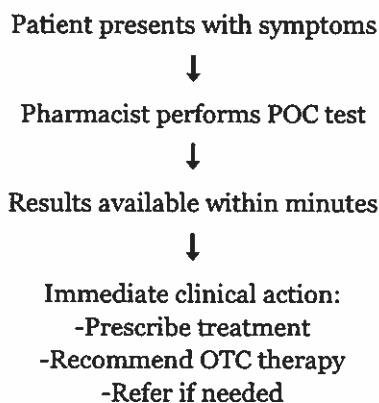 Patient presents with symptoms
↓
Pharmacist performs POC test
↓
Results available within minutes
↓
Immediate clinical action:
-Prescribe treatment
-Recommend OTC therapy
-Refer if needed